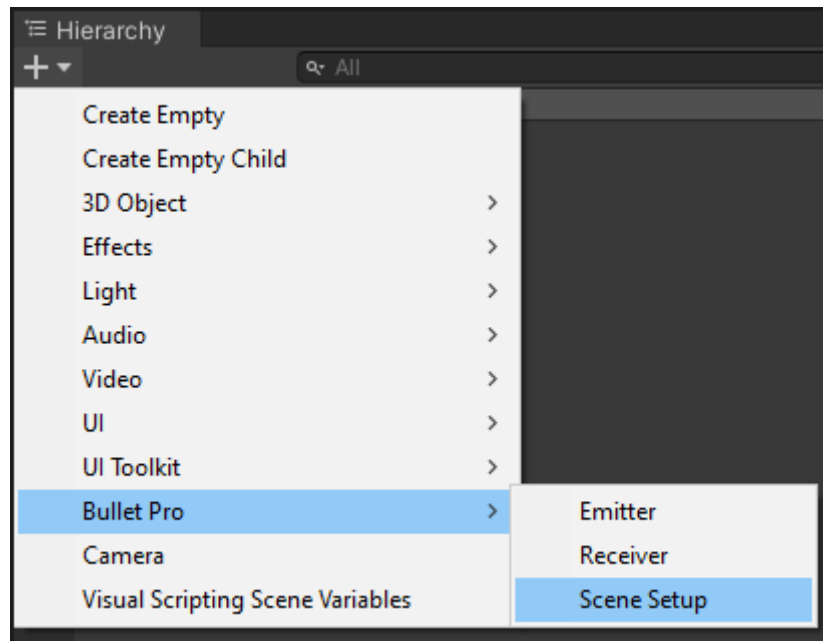 Hierarchy
All
Create Empty
Create Empty Child
3D Object
Effects
Light
Audio
Video
UI
UI Toolkit
Bullet Pro
Emitter
Camera
Receiver
Visual Scripting Scene Variables
Scene Setup